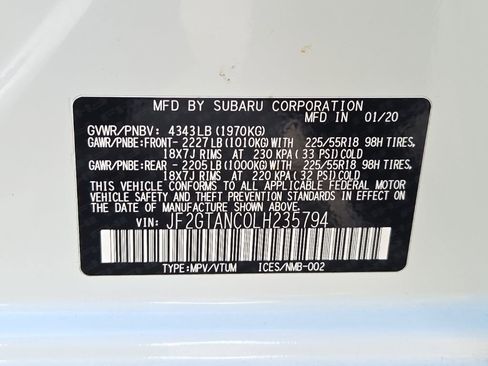 MFD BY SUBARU CORPORATION
MFD IN 01/20
GVWR/PNBV: 4343LB (1970KG)
GAWR/PNBE:FRONT- 2227LB(1010KG)WITH 225/55R18 98H TIRES,
18X7J RIMS AT 230 KPA(33 PSI)COLD.
GAWR/PNBE:REAR -2205LB(1000KG)WITH 225/55R18 98H TIRES,
18X7J RIMS AT 220 KPA(32 PSI)COLD.
THIS VEHICLE CONFORMS TO ALL APPLICABLE FEDERAL MOTOR
VEHICLE SAFETY AND THEFT PREVENTION STANDARDS IN EFFECT ON
THE DATE OF MANUFACTURE SHOWN ABOVE.
VIN: JF2GTANC0LH235794
TYPE:MPV/VTUM ICES/NMB-002